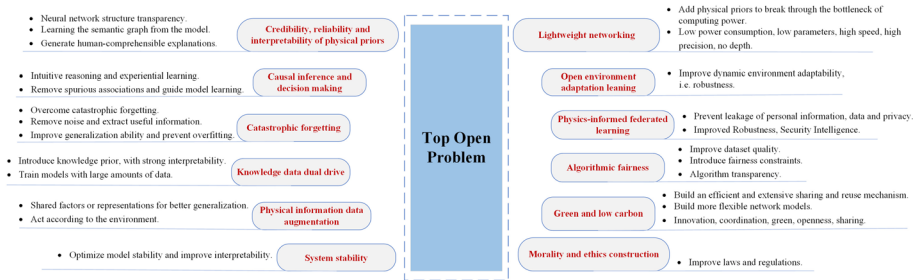 • Neural network structure transparency.
• Learning the semantic graph from the model.
• Generate human-comprehensible explanations.
Credibility, reliability and
interpretability of physical priors
• Intuitive reasoning and experiential learning.
• Remove spurious associations and guide model learning.
Causal inference and
decision making
• Overcome catastrophic forgetting.
• Remove noise and extract useful information.
• Improve generalization ability and prevent overfitting.
Catastrophic forgetting
• Introduce knowledge prior, with strong interpretability.
• Train models with large amounts of data.
Knowledge data dual drive
• Shared factors or representations for better generalization.
• Act according to the environment.
Physical information data
augmentation
• Optimize model stability and improve interpretability.
System stability
Top Open
Problem
Lightweight networking
• Add physical priors to break through the bottleneck of
computing power.
• Low power consumption, low parameters, high speed, high
precision, no depth.
Open environment
adaptation leaning
• Improve dynamic environment adaptability,
i.e. robustness.
Physics-informed federated
learning
• Prevent leakage of personal information, data and privacy.
• Improved Robustness, Security Intelligence.
Algorithmic fairness
• Improve dataset quality.
• Introduce fairness constraints.
• Algorithm transparency.
Green and low carbon
• Build an efficient and extensive sharing and reuse mechanism.
• Build more flexible network models.
• Innovation, coordination, green, openness, sharing.
Morality and ethics construction
• Improve laws and regulations.